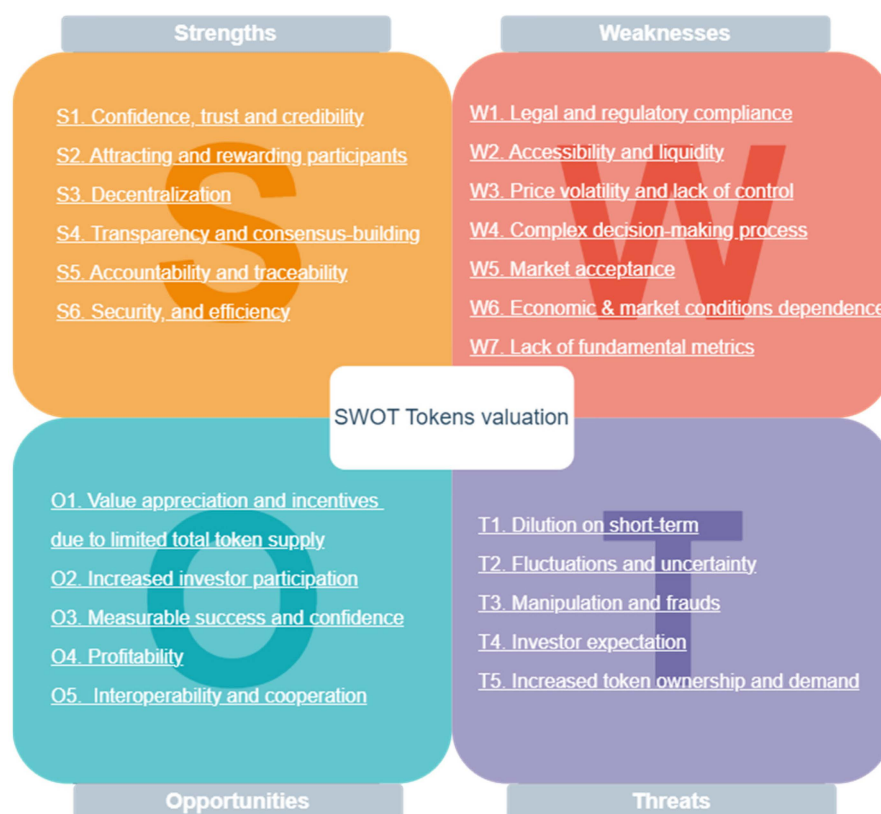 Strengths
S
S1. Confidence, trust and credibility
S2. Attracting and rewarding participants
S3. Decentralization
S4. Transparency and consensus-building
S5. Accountability and traceability
S6. Security, and efficiency
Weaknesses
W
W1. Legal and regulatory compliance
W2. Accessibility and liquidity
W3. Price volatility and lack of control
W4. Complex decision-making process
W5. Market acceptance
W6. Economic & market conditions dependence
W7. Lack of fundamental metrics
SWOT Tokens valuation
O
O1. Value appreciation and incentives
due to limited total token supply
O2. Increased investor participation
O3. Measurable success and confidence
O4. Profitability
O5. Interoperability and cooperation
Opportunities
T
T1. Dilution on short-term
T2. Fluctuations and uncertainty
T3. Manipulation and frauds
T4. Investor expectation
T5. Increased token ownership and demand
Threats